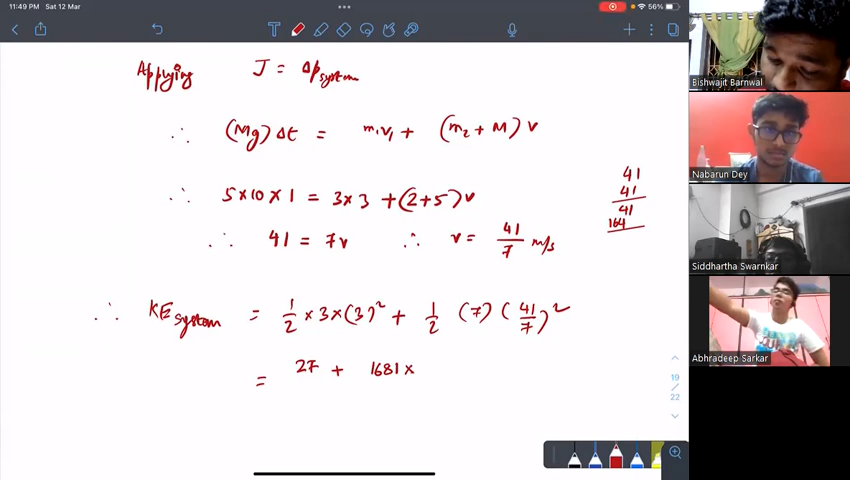 11:49 PM Sat 12 Mar
56%
Applying J = Δp system
∴ (Mg) Δt = m₁v₁ + (m₂ + M) v
∴ 5×10×1 = 3×3 + (2+5) v
∴ 41 = 7v ∴ v = 41/7 m/s
41
41
41
164
∴ KE system = 1/2 × 3 × (3)² + 1/2 (7) (41/7)²
= 27 + 1681 ×
19
22
Bishwajit Barnwal
Nabarun Dey
Siddhartha Swarnkar
Abhradeep Sarkar